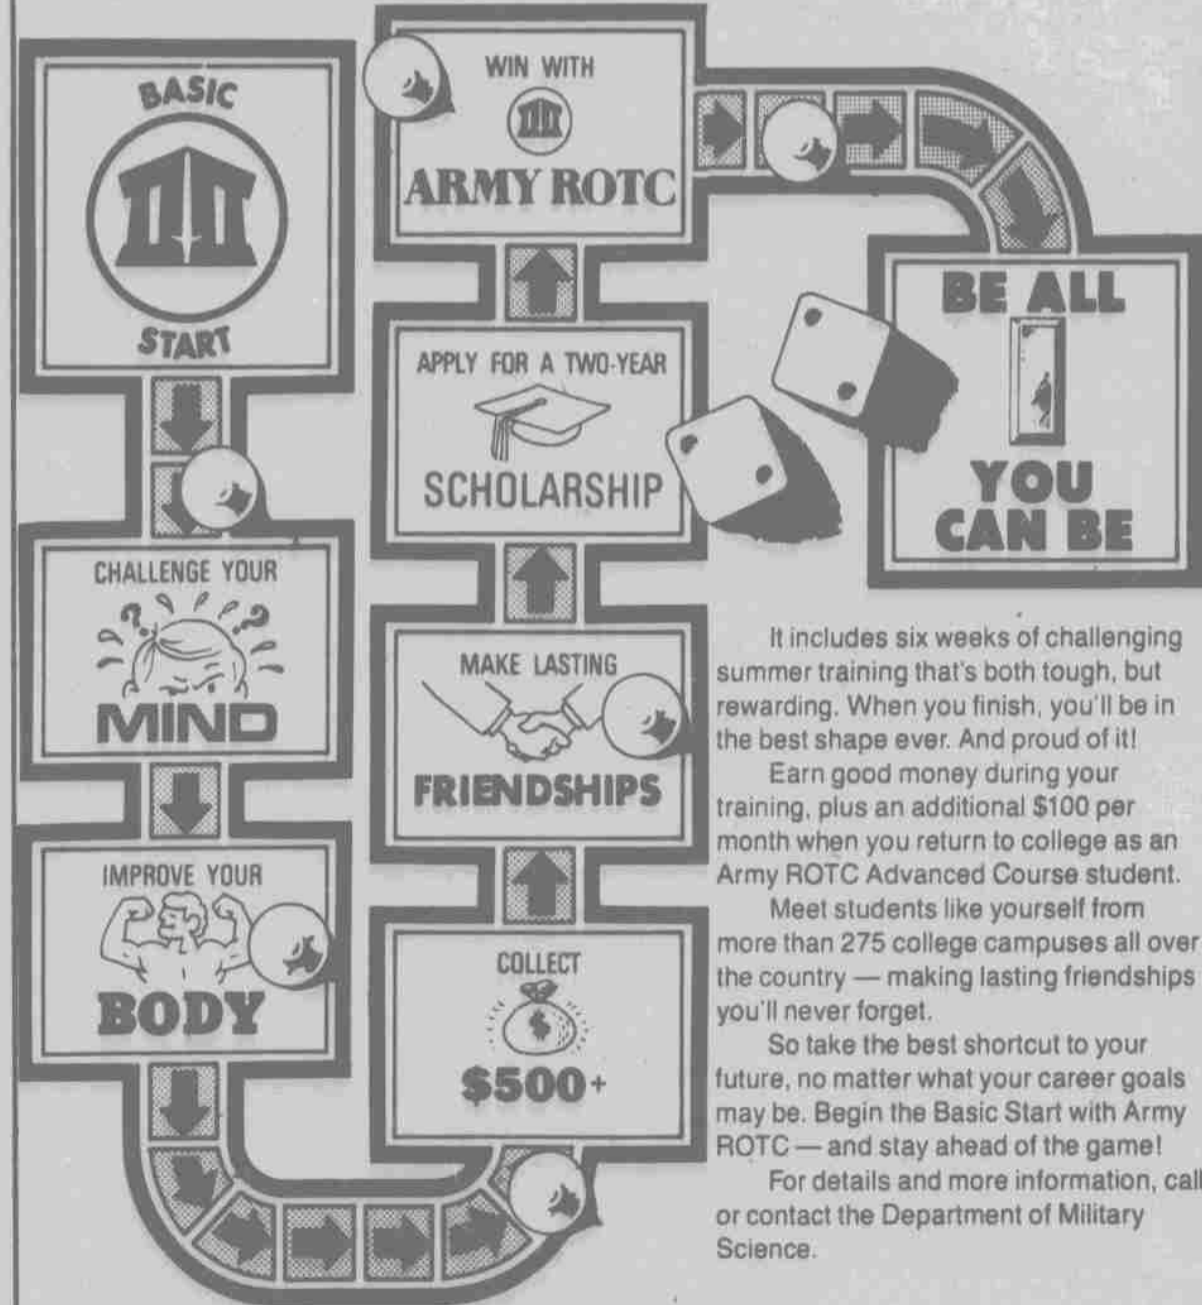 BASIC
START
CHALLENGE YOUR
MIND
IMPROVE YOUR
BODY
COLLECT
$500+
MAKE LASTING
FRIENDSHIPS
APPLY FOR A TWO-YEAR
SCHOLARSHIP
WIN WITH
ARMY ROTC
BE ALL
YOU
CAN BE
It includes six weeks of challenging
summer training that's both tough, but
rewarding. When you finish, you'll be in
the best shape ever. And proud of it!
Earn good money during your
training, plus an additional $100 per
month when you return to college as an
Army ROTC Advanced Course student.
Meet students like yourself from
more than 275 college campuses all over
the country — making lasting friendships
you'll never forget.
So take the best shortcut to your
future, no matter what your career goals
may be. Begin the Basic Start with Army
ROTC — and stay ahead of the game!
For details and more information, call
or contact the Department of Military
Science.